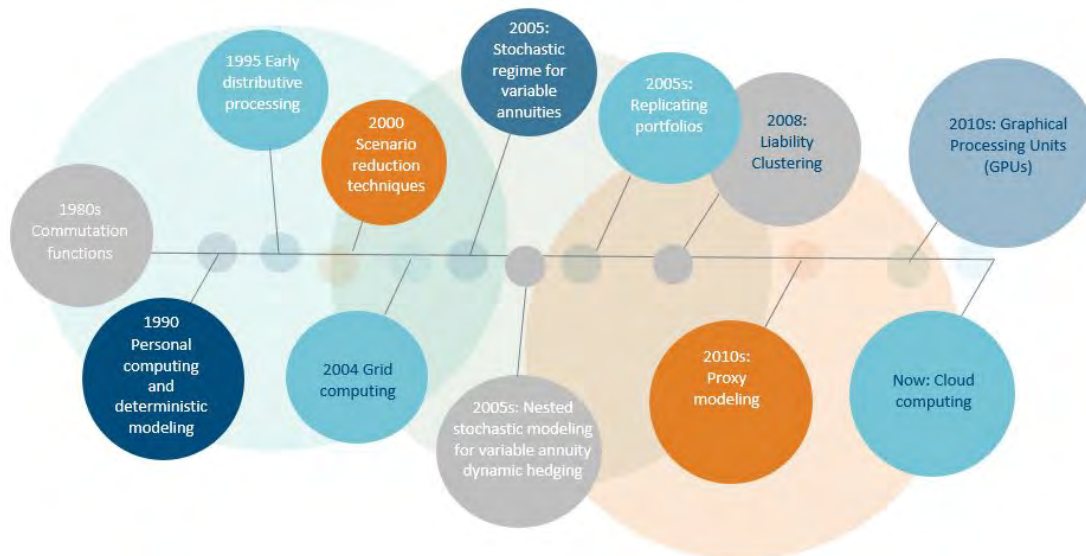 1980s
Commutation
functions
1990
Personal
computing
and
deterministic
modeling
1995 Early
distributive
processing
2000
Scenario
reduction
techniques
2004 Grid
computing
2005:
Stochastic
regime for
variable
annuities
2005s: Nested
stochastic modeling
for variable annuity
dynamic hedging
2005s:
Replicating
portfolios
2008:
Liability
Clustering
2010s:
Proxy
modeling
2010s: Graphical
Processing Units
(GPUs)
Now: Cloud
computing